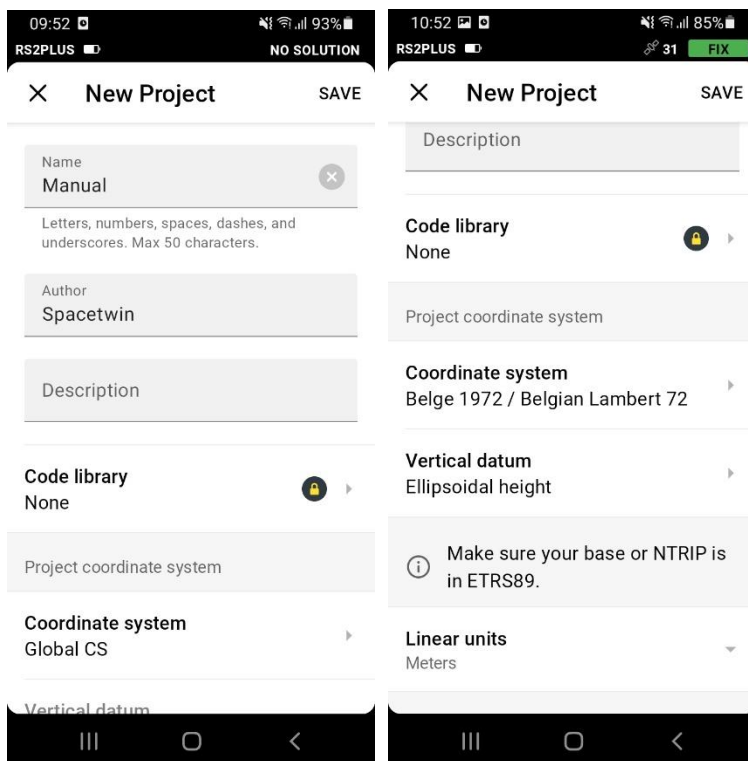 09:52 93%
RS2PLUS NO SOLUTION
New Project SAVE
Name
Manual
Letters, numbers, spaces, dashes, and
underscores. Max 50 characters.
Author
Spacetwin
Description
Code library
None
Project coordinate system
Coordinate system
Global CS
Vertical datum
10:52 85%
RS2PLUS 31 FIX
New Project SAVE
Description
Code library
None
Project coordinate system
Coordinate system
Belge 1972 / Belgian Lambert 72
Vertical datum
Ellipsoidal height
Make sure your base or NTRIP is
in ETRS89.
Linear units
Meters